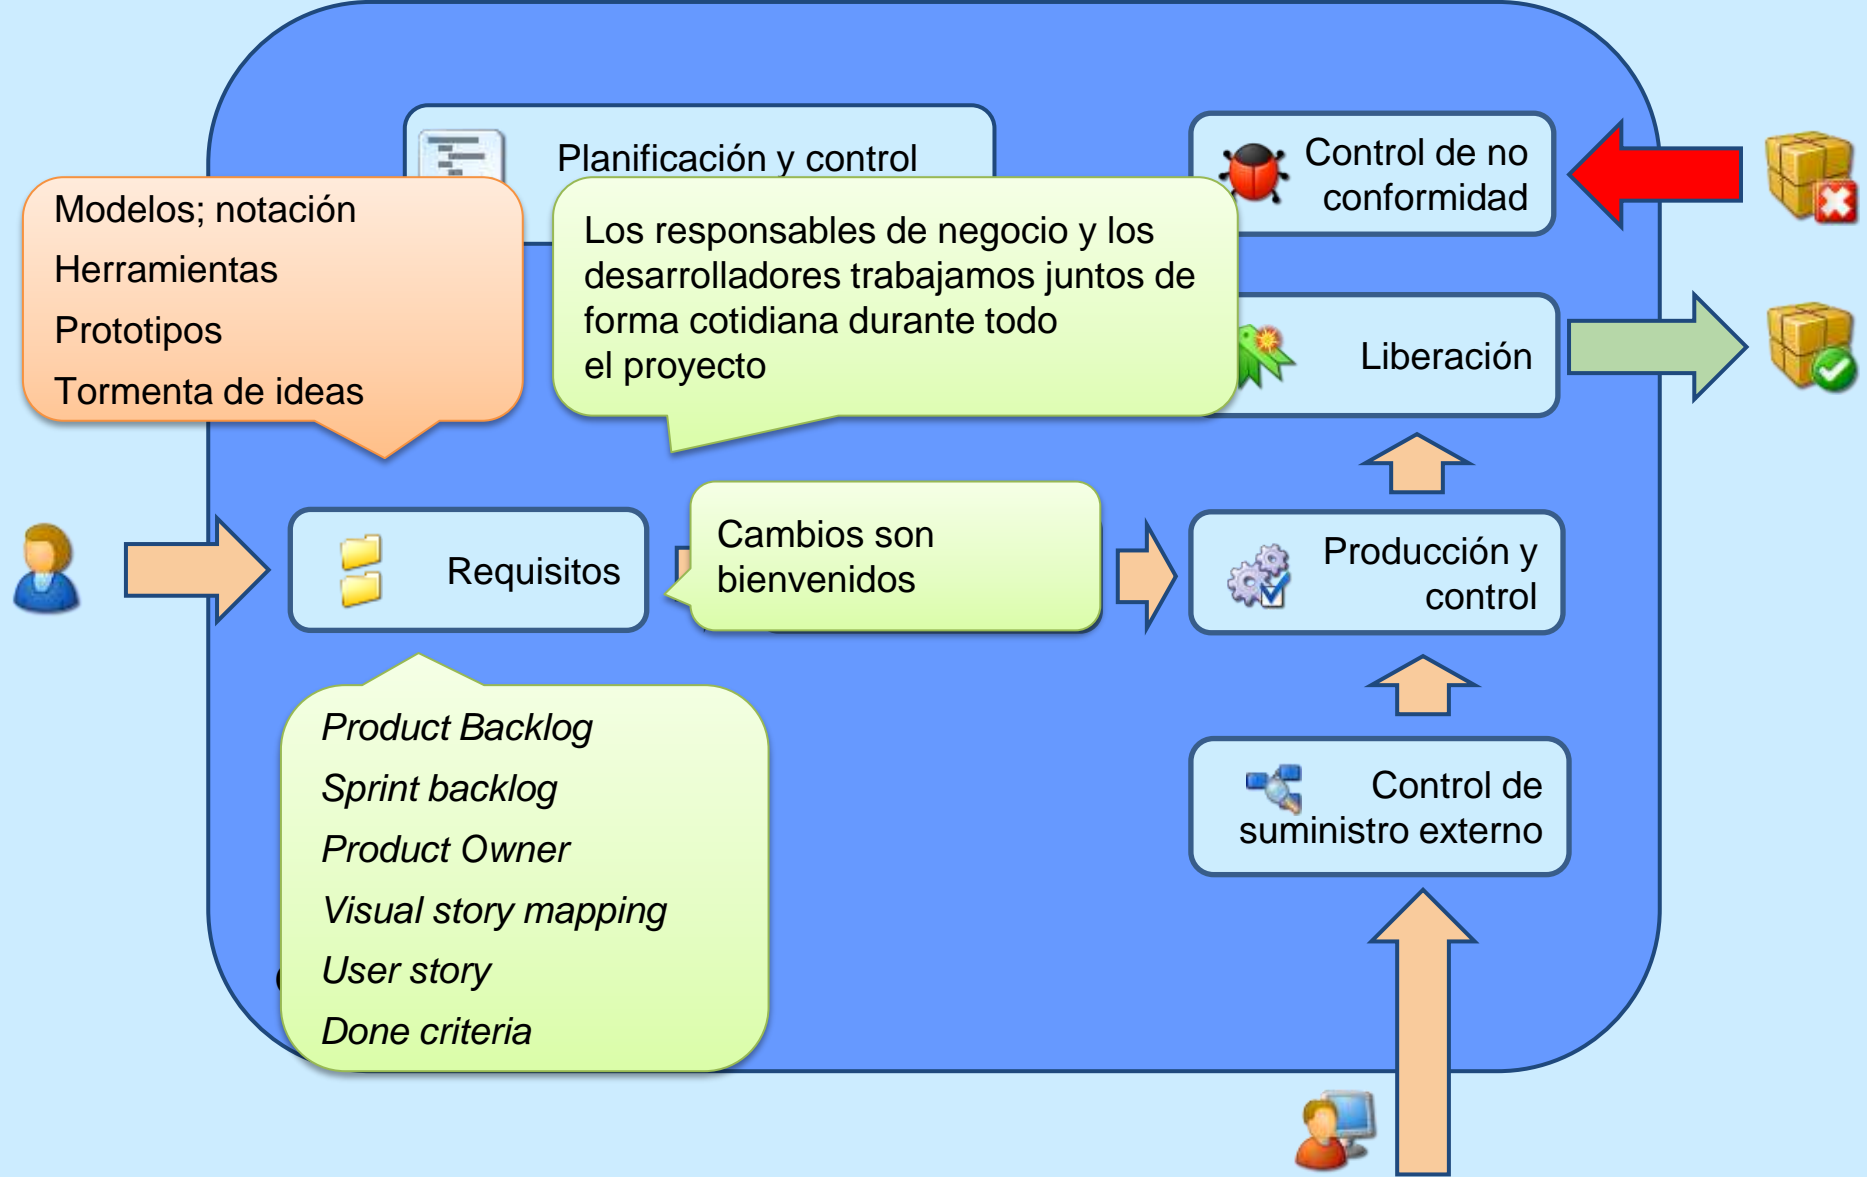 Planificación y control
Control de no
conformidad
Modelos; notación
Herramientas
Prototipos
Tormenta de ideas
Los responsables de negocio y los
desarrolladores trabajamos juntos de
forma cotidiana durante todo
el proyecto
Liberación
Requisitos
Cambios son
bienvenidos
Producción y
control
Product Backlog
Sprint backlog
Product Owner
Visual story mapping
User story
Done criteria
Control de
suministro externo